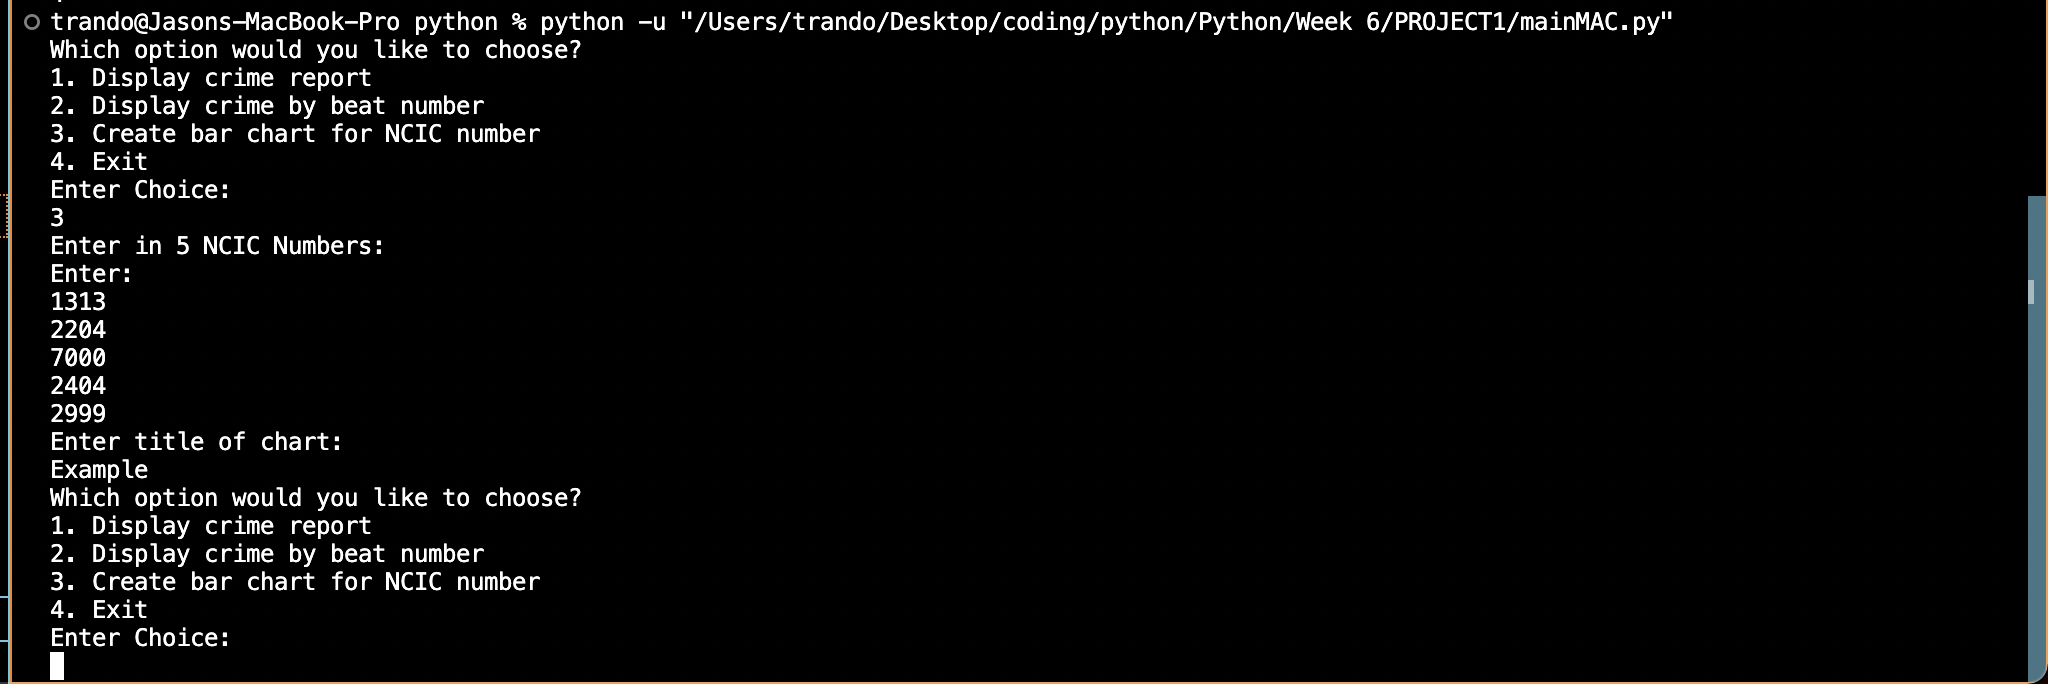 trando@Jasons-MacBook-Pro python % python -u "/Users/trando/Desktop/coding/python/Python/Week 6/PROJECT1/mainMAC.py"
Which option would you like to choose?
1. Display crime report
2. Display crime by beat number
3. Create bar chart for NCIC number
4. Exit
Enter Choice:
3
Enter in 5 NCIC Numbers:
Enter:
1313
2204
7000
2404
2999
Enter title of chart:
Example
Which option would you like to choose?
1. Display crime report
2. Display crime by beat number
3. Create bar chart for NCIC number
4. Exit
Enter Choice: